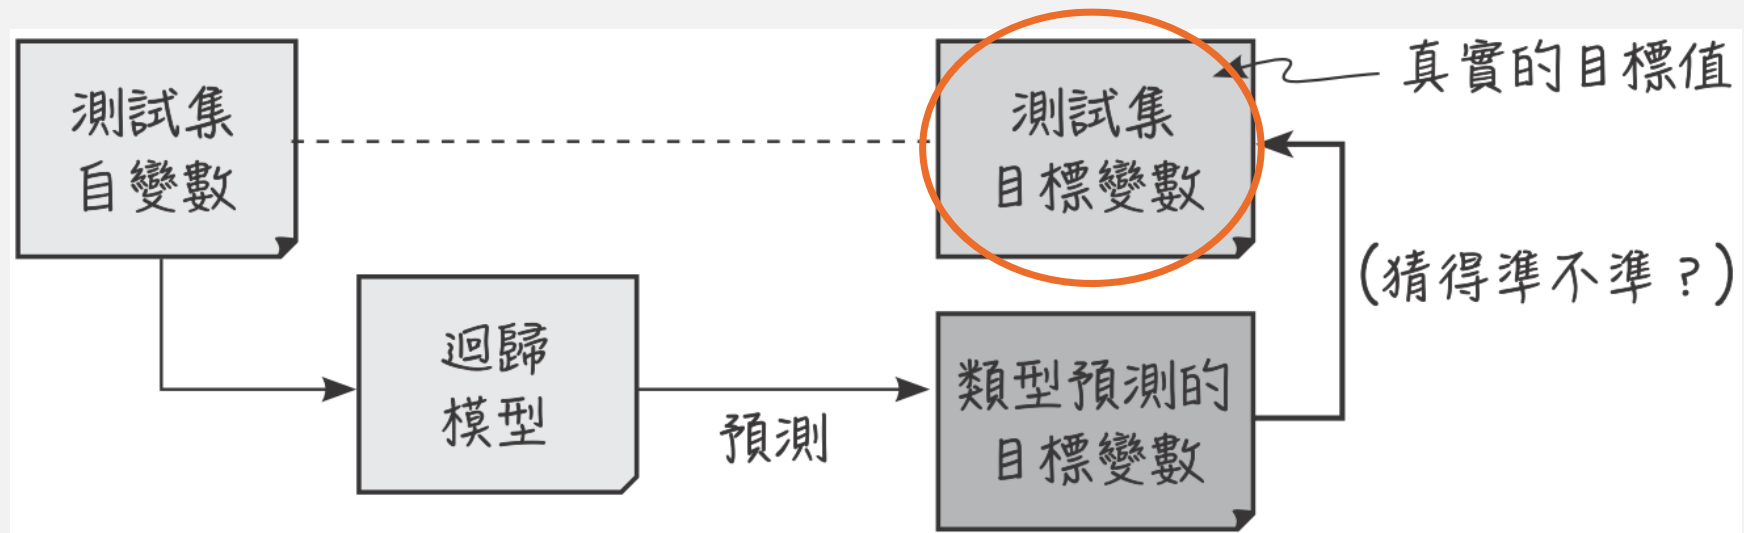 測試集
自變數
測試集
目標變數
真實的目標值
(猜得準不準?)
迴歸
模型
預測
類型預測的
目標變數